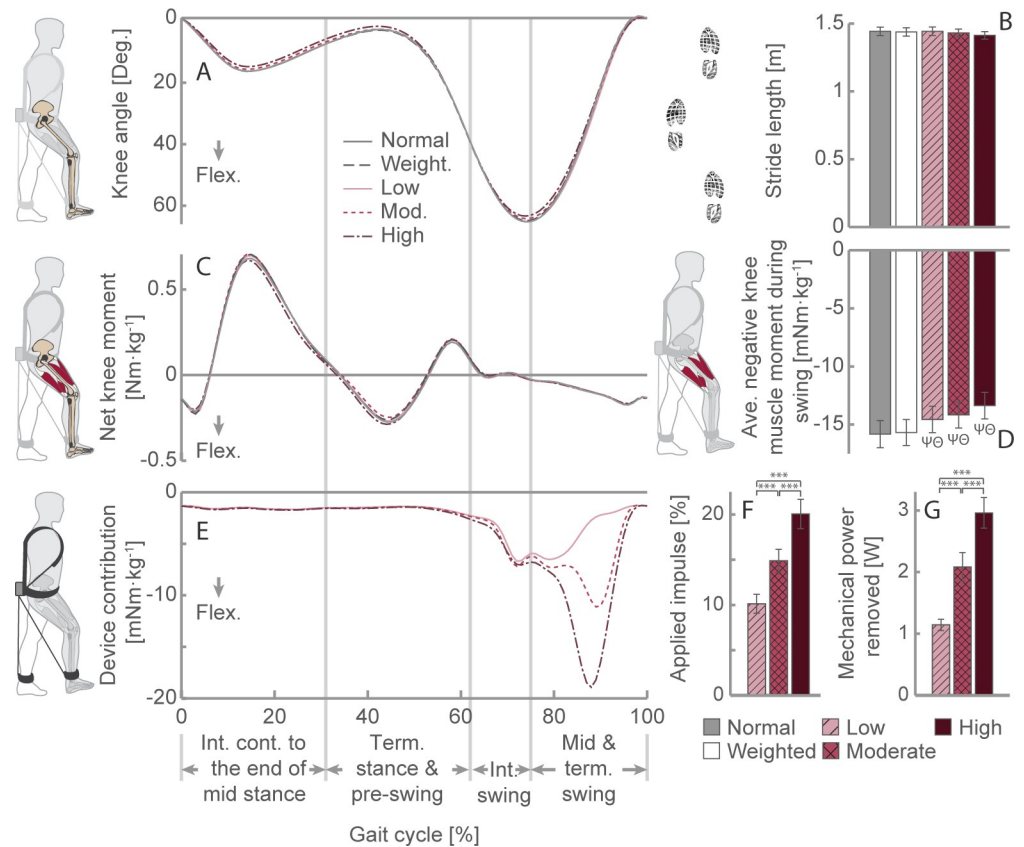 A
Knee angle [Deg.]
0
20
40
60
Flex.
Normal
Weight.
Low
Mod.
High
B
Stride length [m]
1.5
1
1.5
0
C
Net knee moment
[Nm·kg⁻¹]
0.5
0
-0.5
Flex.
D
Ave. negative knee
muscle moment during
swing [mNm·kg⁻¹]
0
-5
-10
-15
ΨΘ
ΨΘ
ΨΘ
E
Device contribution
[mNm·kg⁻¹]
0
-10
-20
Flex.
0 20 40 60 80 100
Int. cont. to
the end of
mid stance
Term.
stance &
pre-swing
Int.
swing
Mid &
term.
swing
Gait cycle [%]
F
Applied impulse [%]
20
10
0
***
*** ***
G
Mechanical power
removed [W]
3
2
1
0
***
*** ***
Normal Low High
Weighted Moderate